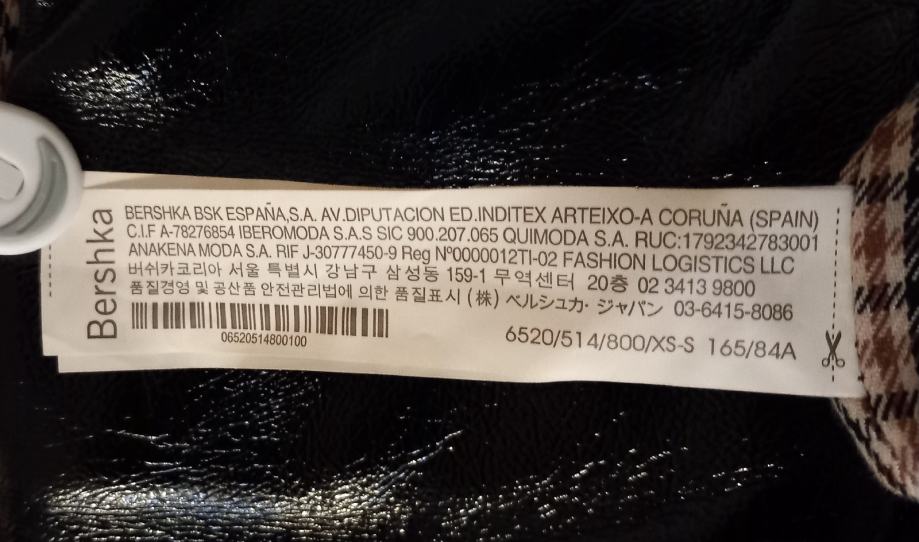 Bershka
BERSHKA BSK ESPAÑA,S.A. AV.DIPUTACION ED.INDITEX ARTEIXO-A CORUÑA (SPAIN)
C.I.F A-78276854 IBEROMODA S.A.S SIC 900.207.065 QUIMODA S.A. RUC:1792342783001
ANAKENA MODA S.A. RIF J-30777450-9 Reg Nº0000012TI-02 FASHION LOGISTICS LLC
버쉬카코리아 서울 특별시 강남구 삼성동 159-1 무역센터 20층 02 3413 9800
품질경영 및 공산품 안전관리법에 의한 품질표시 (株) ベルシュカ· ジャパン 03-6415-8086
06520514800100
6520/514/800/XS-S 165/84A